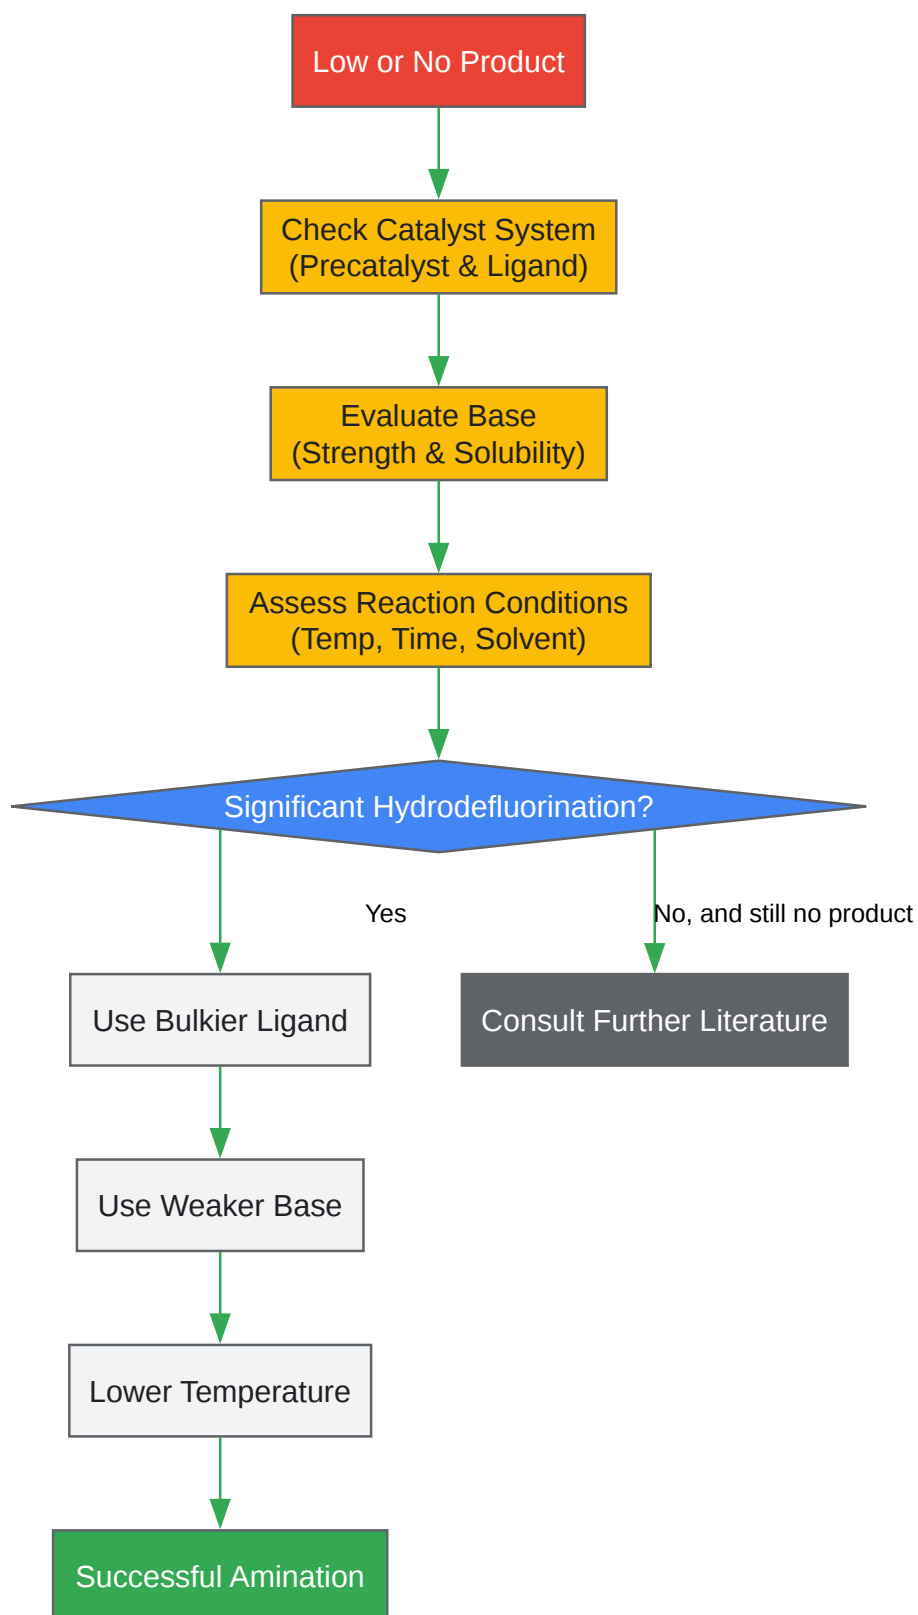 Low or No Product
Check Catalyst System
(Precatalyst & Ligand)
Evaluate Base
(Strength & Solubility)
Assess Reaction Conditions
(Temp, Time, Solvent)
Significant Hydrodefluorination?
Yes
No, and still no product
Use Bulkier Ligand
Consult Further Literature
Use Weaker Base
Lower Temperature
Successful Amination